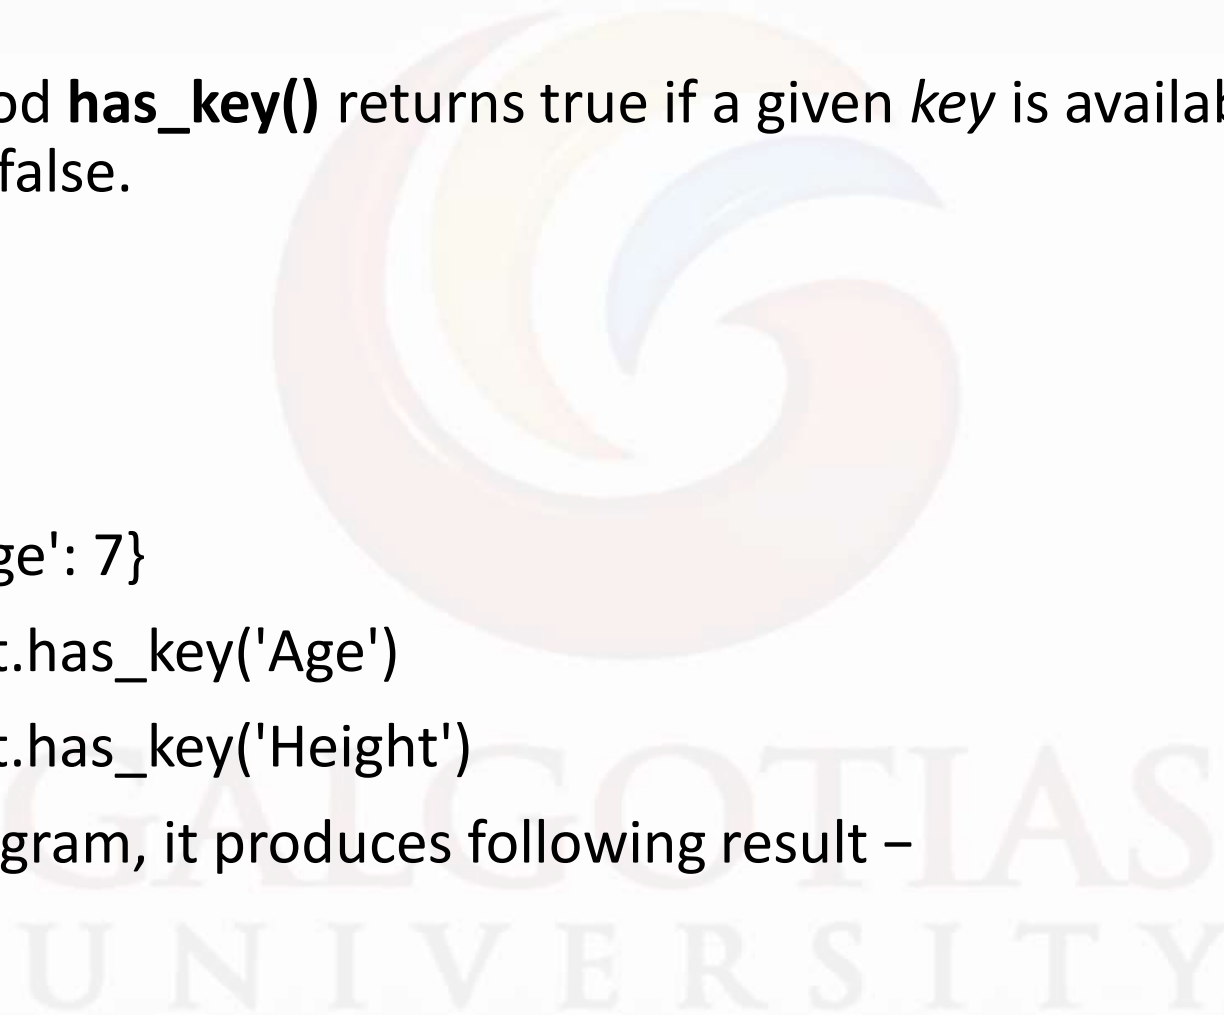 od has_key() returns true if a given key is availab
false.
ge': 7}
t.has_key('Age')
t.has_key('Height')
gram, it produces following result −
GALGOTIAS
UNIVERSITY